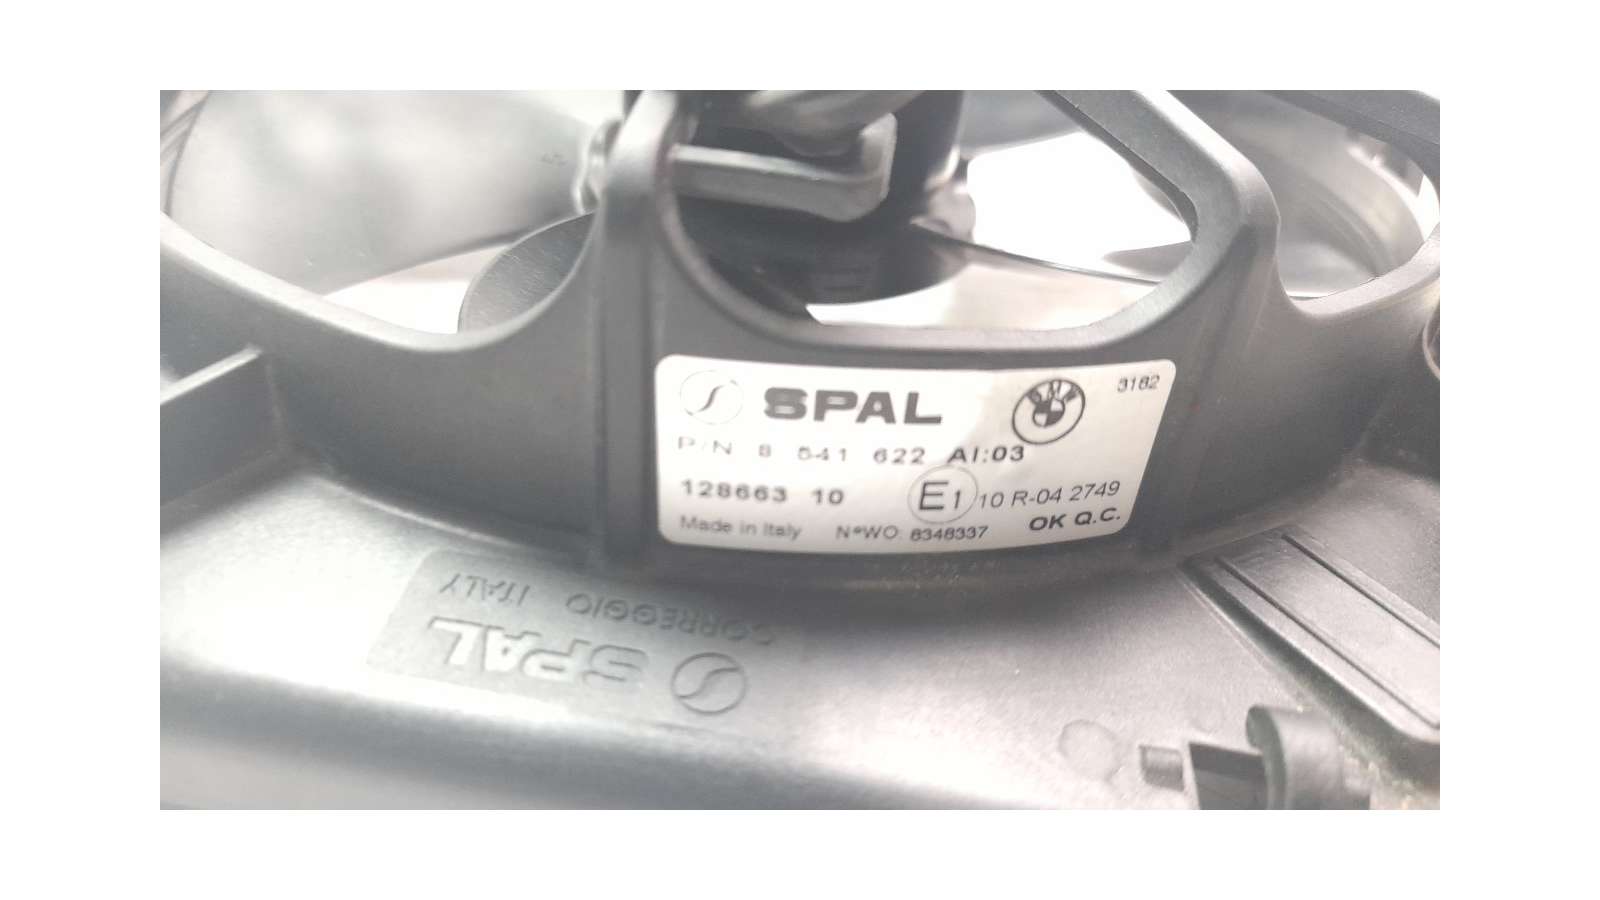 SPAL
BMW
3182
P/N 8 541 622 AI:03
128663 10
E1 10 R-04 2749
Made in Italy N°WO: 8348337 OK Q.C.
CORREGGIO ITALY
SPAL